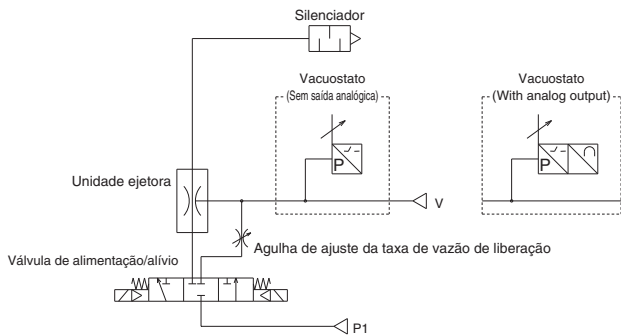 Silenciador
Vacuostato
(Sem saída analógica)
Vacuostato
(With analog output)
P
P
Unidade ejetora
V
Agulha de ajuste da taxa de vazão de liberação
Válvula de alimentação/alívio
P1